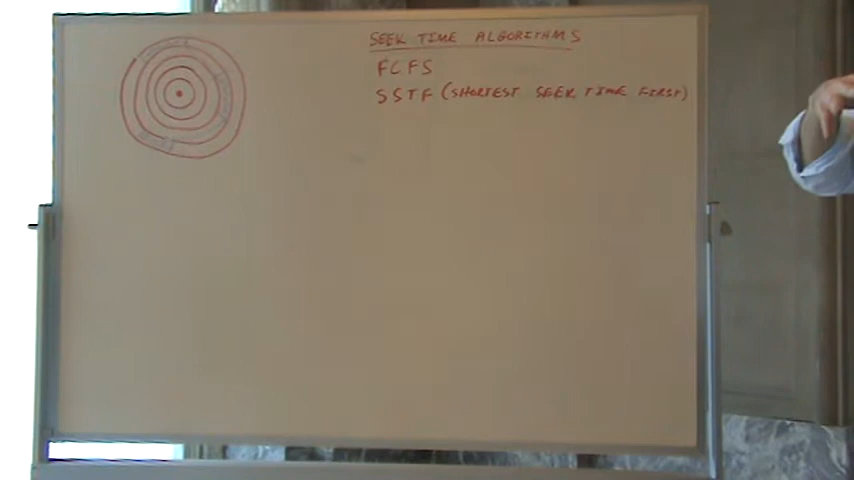 SEEK TIME ALGORITHMS
FCFS
SSTF (SHORTEST SEEK TIME FIRST)